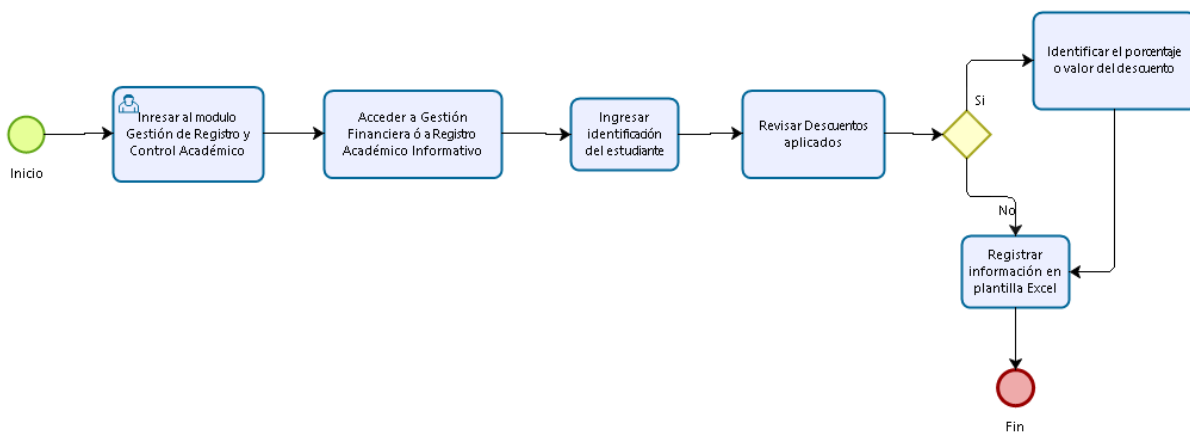 Inicio
Inresar al modulo
Gestión de Registro y
Control Académico
Acceder a Gestión
Financiera ó a Registro
Académico Informativo
Ingresar
identificación
del estudiante
Revisar Descuentos
aplicados
Si
Identificar el porcentaje
o valor del descuento
No
Registrar
información en
plantilla Excel
Fin